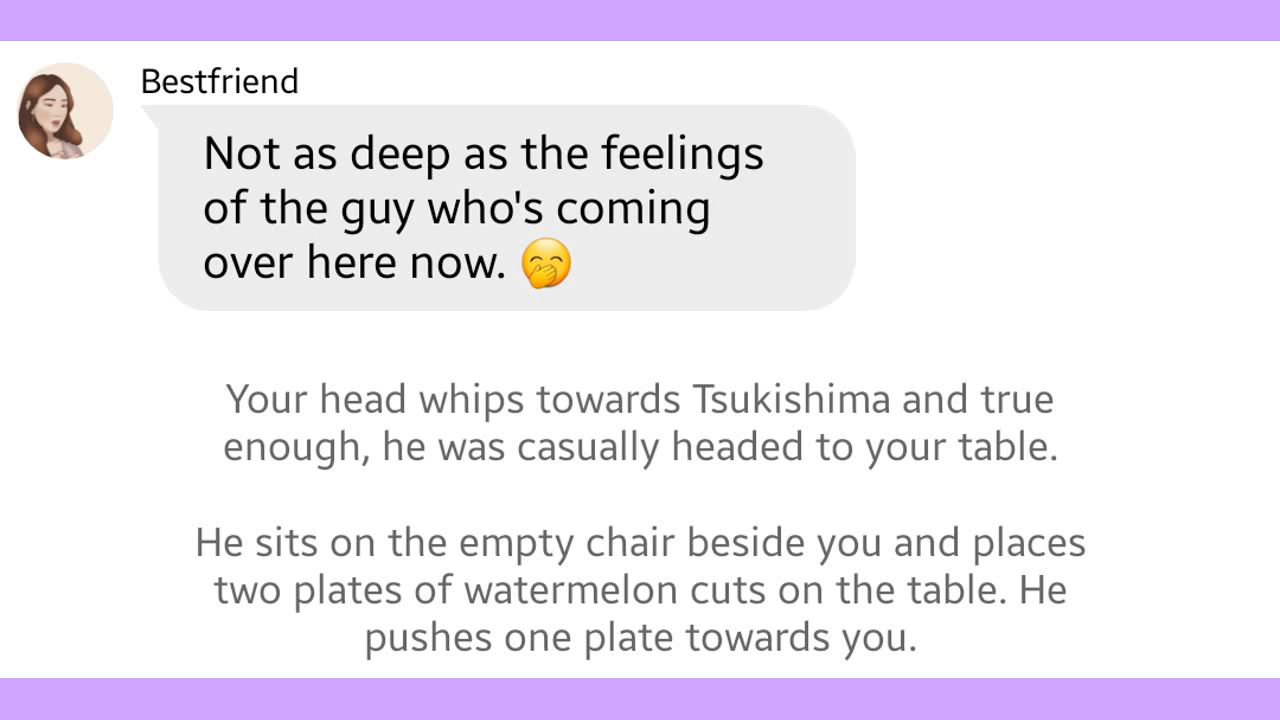 Bestfriend
Not as deep as the feelings
of the guy who's coming
over here now. 🤭
Your head whips towards Tsukishima and true
enough, he was casually headed to your table.
He sits on the empty chair beside you and places
two plates of watermelon cuts on the table. He
pushes one plate towards you.